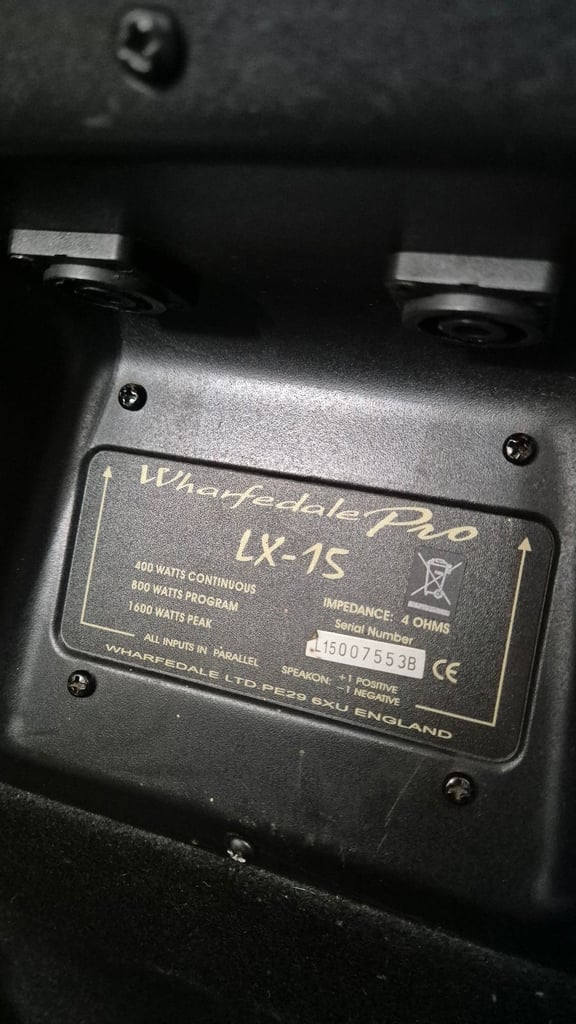 Wharfedale Pro
LX-15
400 WATTS CONTINUOUS
800 WATTS PROGRAM
1600 WATTS PEAK
IMPEDANCE: 4 OHMS
Serial Number
L15007553B
CE
ALL INPUTS IN PARALLEL
SPEAKON: +1 POSITIVE
-1 NEGATIVE
WHARFEDALE LTD.PE29 6XU ENGLAND